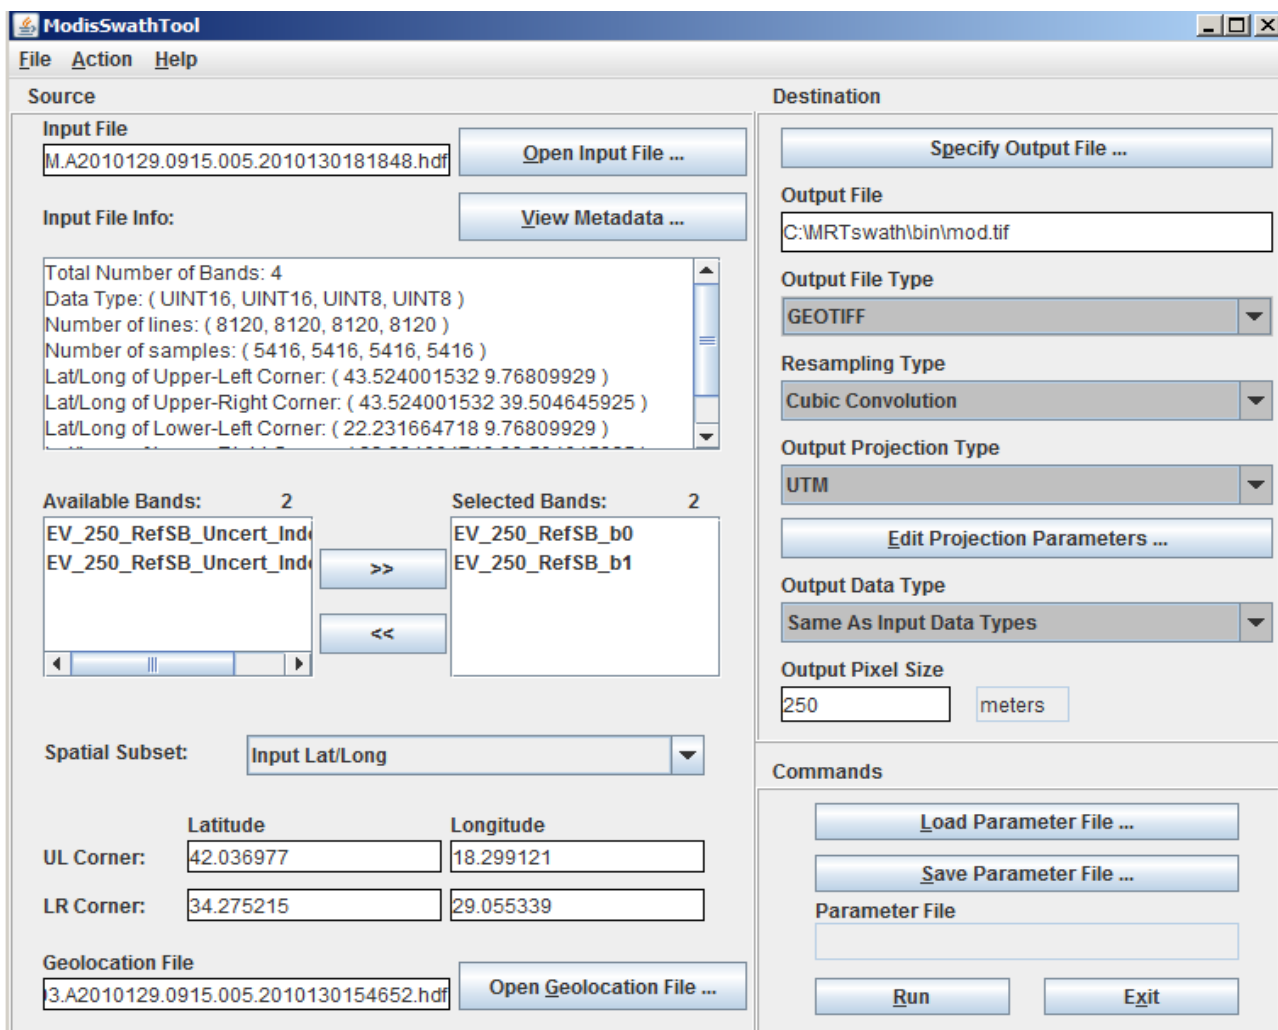 ModisSwathTool
File Action Help
Source
Input File
M.A2010129.0915.005.2010130181848.hdf
Open Input File ...
Input File Info:
View Metadata ...
Total Number of Bands: 4
Data Type: ( UINT16, UINT16, UINT8, UINT8 )
Number of lines: ( 8120, 8120, 8120, 8120 )
Number of samples: ( 5416, 5416, 5416, 5416 )
Lat/Long of Upper-Left Corner: ( 43.524001532 9.76809929 )
Lat/Long of Upper-Right Corner: ( 43.524001532 39.504645925 )
Lat/Long of Lower-Left Corner: ( 22.231664718 9.76809929 )
Available Bands: 2
EV_250_RefSB_Uncert_Inde
EV_250_RefSB_Uncert_Inde
>>
<<
Selected Bands: 2
EV_250_RefSB_b0
EV_250_RefSB_b1
Spatial Subset:
Input Lat/Long
Latitude Longitude
UL Corner: 42.036977 18.299121
LR Corner: 34.275215 29.055339
Geolocation File
3.A2010129.0915.005.2010130154652.hdf
Open Geolocation File ...
Destination
Specify Output File ...
Output File
C:\MRTswath\bin\mod.tif
Output File Type
GEOTIFF
Resampling Type
Cubic Convolution
Output Projection Type
UTM
Edit Projection Parameters ...
Output Data Type
Same As Input Data Types
Output Pixel Size
250 meters
Commands
Load Parameter File ...
Save Parameter File ...
Parameter File
Run
Exit